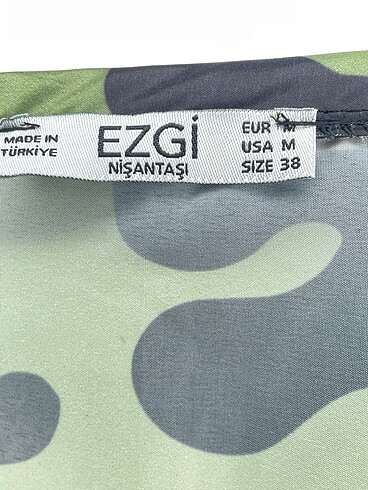 MADE IN
TÜRKİYE
EZGİ
NİŞANTAŞI
EUR M
USA M
SIZE 38